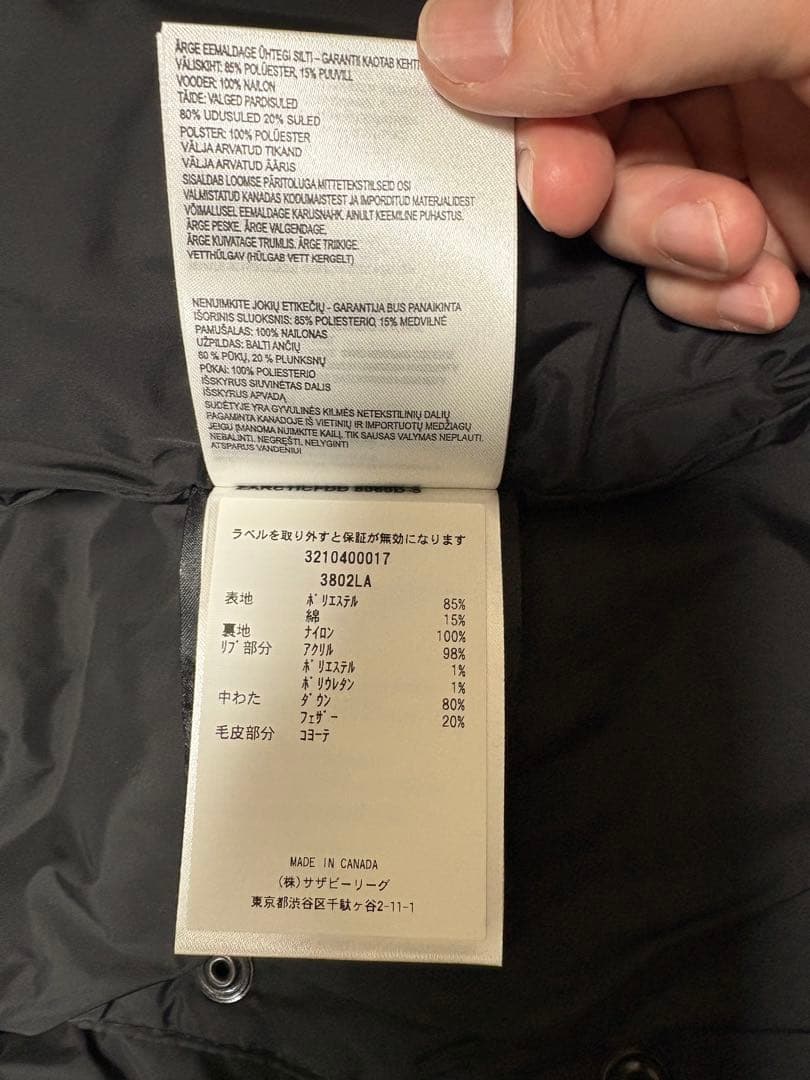 ÄRGE EEMALDAGE ÜHTEGI SILTI – GARANTII KAOTAB
VÄLISKIHT: 85% POLÜESTER, 15% PUUVILL
VOODER: 100% NAILON
TÄIDE: VALGED PARDISULED
80% UDUSULED 20% SULED
POLSTER: 100% POLÜESTER
VÄLJA ARVATUD TIKAND
VÄLJA ARVATUD ÄÄRIS
SISALDAB LOOMSE PÄRITOLUGA MITTETEKSTIILSEID OSI
VALMISTATUD KANADAS KODUMAISTEST JA IMPORDITUD MATERJALIDEST
VÕIMALUSEL EEMALDAGE KARUSNAHK. AINULT KEEMILINE PUHASTUS.
ÄRGE PESKE. ÄRGE VALGENDAGE.
ÄRGE KUIVATAGE TRUMLIS. ÄRGE TRIIKIGE.
VETTHÜLGAV (HÜLGAB VETT KERGELT)
NENUIMKITE JOKIŲ ETIKEČIŲ - GARANTIJA BUS PANAIKINTA
IŠORINIS SLUOKSNIS: 85% POLIESTERIO, 15% MEDVILNĖ
PAMUŠALAS: 100% NAILONAS
UŽPILDAS: BALTI ANČIŲ
80 % PŪKŲ, 20 % PLUNKSNŲ
PŪKAI: 100% POLIESTERIO
IŠSKYRUS SIUVINĖTAS DALIS
IŠSKYRUS APVADĄ
SUDĖTYJE YRA GYVULINĖS KILMĖS NETEKSTILINIŲ DALIŲ
PAGAMINTA KANADOJE IŠ VIETINIŲ IR IMPORTUOTŲ MEDŽIAGŲ
JEIGU ĮMANOMA NUIMKITE KAILĮ, TIK SAUSAS VALYMAS NEPLAUTI.
NEBALINTI. NEGRĘŠTI. NELYGINTI
ATSPARUS VANDENIUI
ラベルを取り外すと保証が無効になります
3210400017
3802LA
表地 ﾎﾟﾘｴｽﾃﾙ 85%
綿 15%
裏地 ﾅｲﾛﾝ 100%
ﾘﾌﾞ部分 ｱｸﾘﾙ 98%
ﾎﾟﾘｴｽﾃﾙ 1%
ﾎﾟﾘｳﾚﾀﾝ 1%
中わた ﾀﾞｳﾝ 80%
ﾌｪｻﾞｰ 20%
毛皮部分 ｺﾖｰﾃ
MADE IN CANADA
(株)サザビーリーグ
東京都渋谷区千駄ヶ谷2-11-1